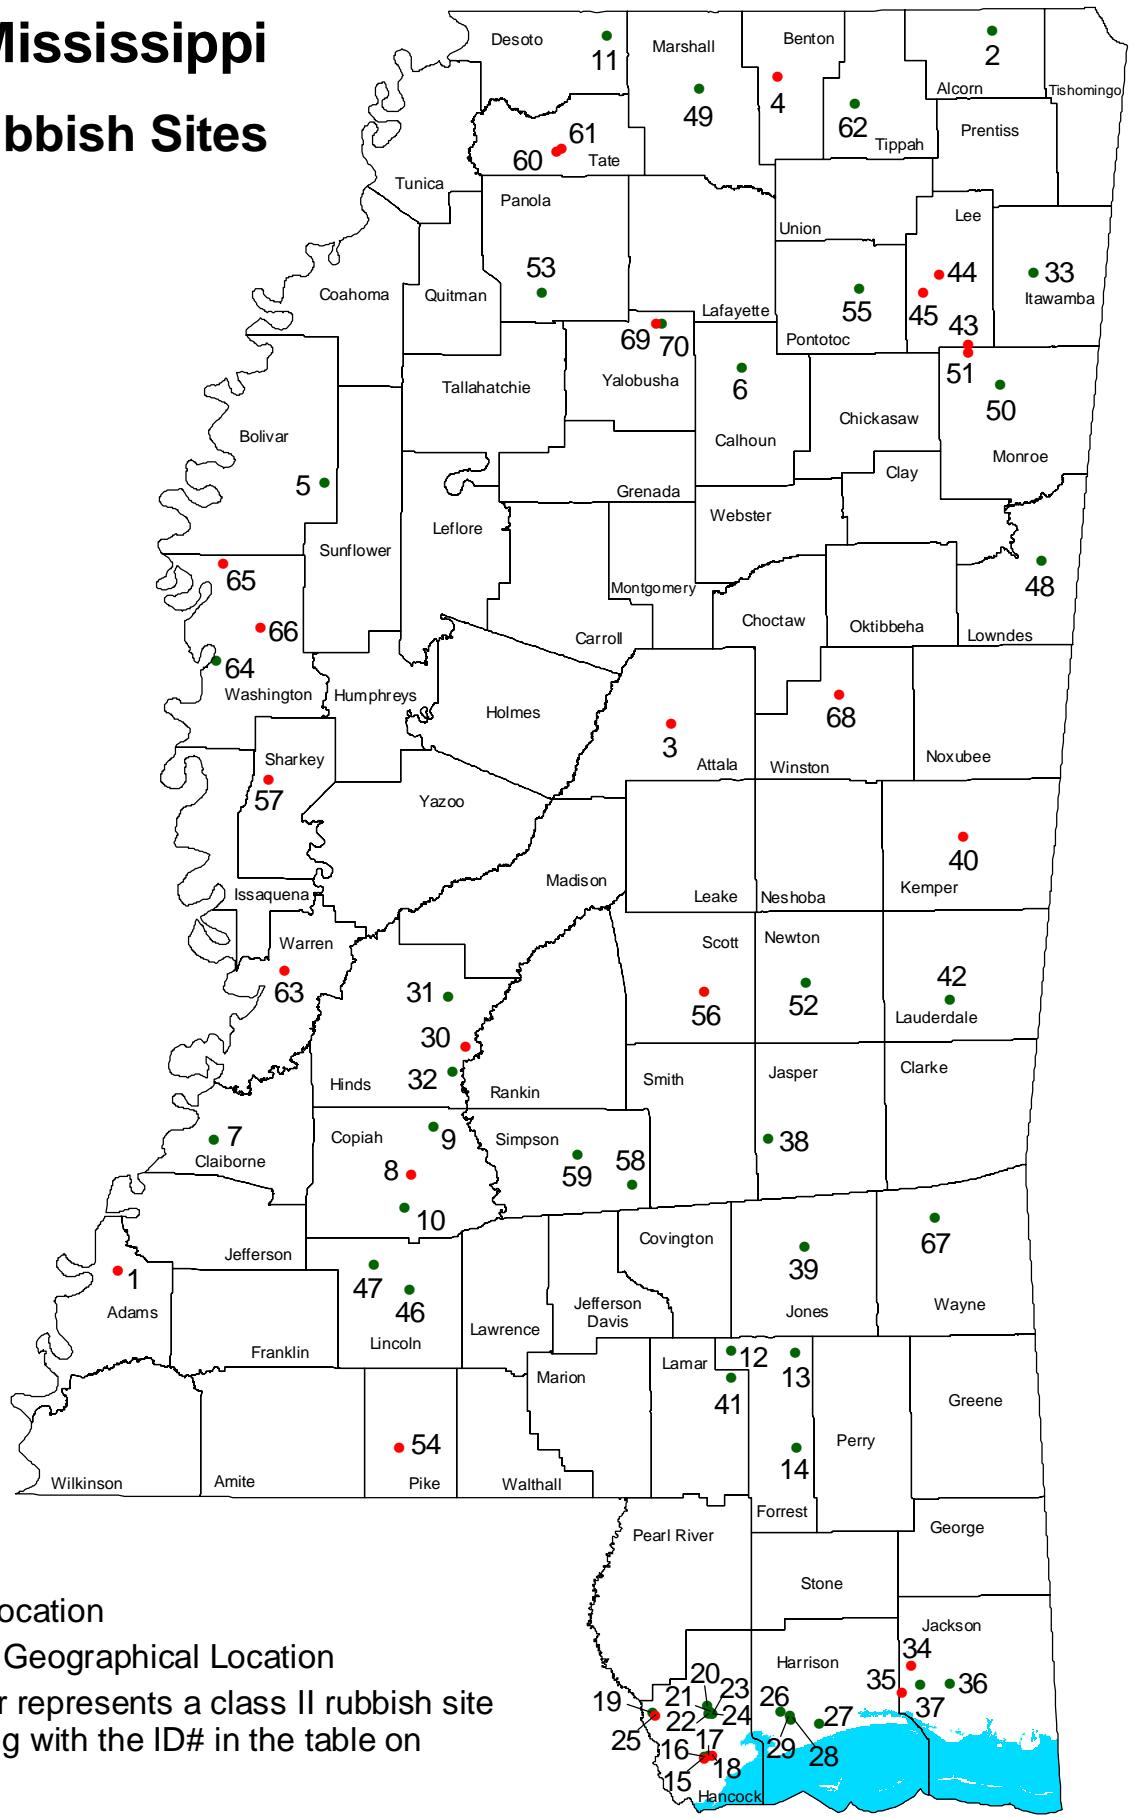 Mississippi
bbish Sites
Desoto
11
Marshall
49
Benton
4
2
Alcorn
Tishomingo
62
Tippah
Prentiss
61
60
Tate
Tunica
Panola
53
Union
Lee
44
45
43
33
Itawamba
Coahoma
Quitman
Lafayette
55
Pontotoc
51
69
70
Yalobusha
6
Calhoun
Tallahatchie
Chickasaw
50
Monroe
Bolivar
5
Clay
Grenada
Webster
Leflore
Sunflower
65
66
64
Washington
Montgomery
Carroll
Choctaw
Oktibbeha
48
Lowndes
Humphreys
Holmes
68
Winston
3
Attala
Noxubee
Sharkey
57
Yazoo
40
Kemper
Issaquena
Madison
Leake
Neshoba
Warren
63
Scott
56
Newton
52
42
Lauderdale
31
30
32
Hinds
Rankin
Smith
Jasper
38
Clarke
7
Claiborne
Copiah
9
8
10
Simpson
59
58
Jefferson
1
Adams
47
46
Lincoln
Covington
39
Jones
67
Wayne
Franklin
Lawrence
Jefferson
Davis
Marion
Lamar
12
13
41
14
Forrest
Greene
Perry
54
Pike
Wilkinson
Amite
Walthall
Pearl River
George
Stone
Jackson
34
35
36
37
Harrison
20
23
21
22
24
19
25
26
27
29
28
17
16
18
15
Hancock
ocation
Geographical Location
r represents a class II rubbish site
g with the ID# in the table on